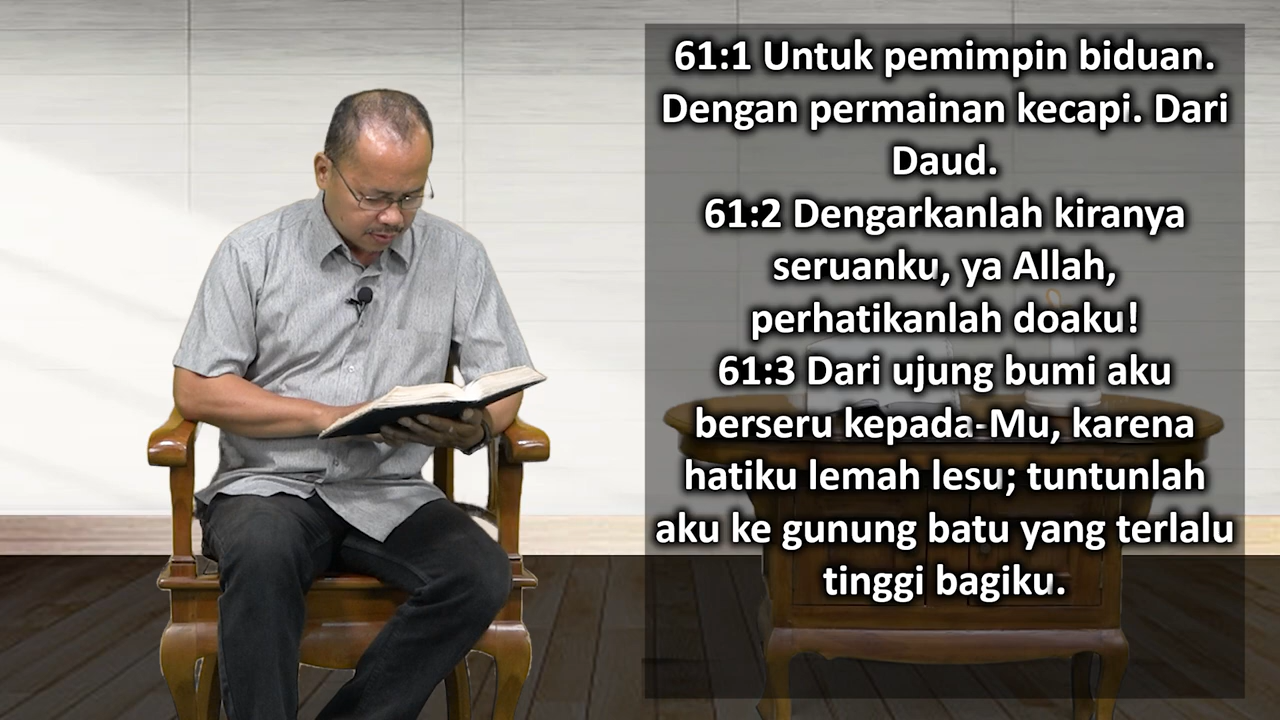 61:1 Untuk pemimpin biduan.
Dengan permainan kecapi. Dari
Daud.
61:2 Dengarkanlah kiranya
seruanku, ya Allah,
perhatikanlah doaku!
61:3 Dari ujung bumi aku
berseru kepada-Mu, karena
hatiku lemah lesu; tuntunlah
aku ke gunung batu yang terlalu
tinggi bagiku.